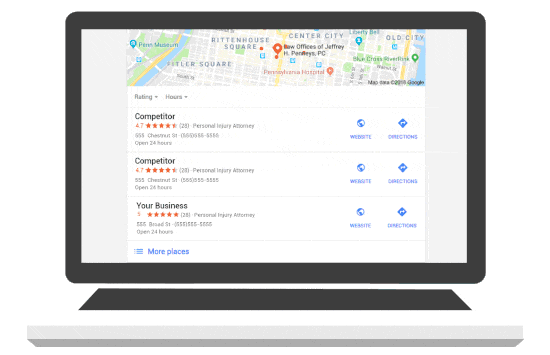 Liberty Bell
CENTER CITY
OLD CITY
RITTENHOUSE
SQUARE
Penn Museum
Law Offices of Jeffrey
H. Penneys, PC
Blue Cross RiverRink
FITLER SQUARE
Pennsylvania Hospital
Map data ©2018 Google
Rating Hours
Competitor
4.7 (28) · Personal Injury Attorney
555 Chestnut St · (555)555-5555
Open 24 hours
WEBSITE DIRECTIONS
Competitor
4.7 (28) · Personal Injury Attorney
555 Chestnut St · (555)555-5555
Open 24 hours
WEBSITE DIRECTIONS
Your Business
5 (28) · Personal Injury Attorney
555 Broad St · (555)555-5555
Open 24 hours
WEBSITE DIRECTIONS
More places